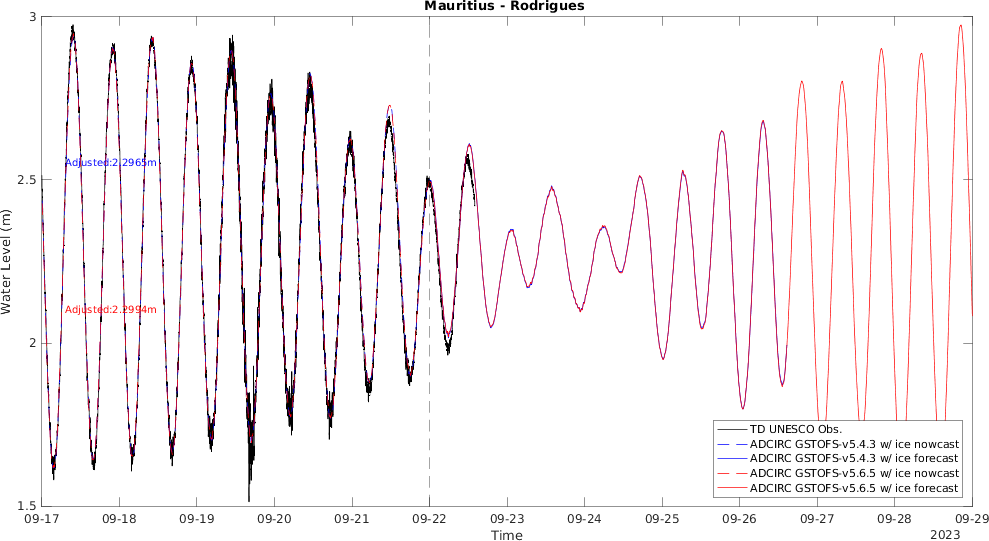 Mauritius - Rodrigues
Water Level (m)
3
2.5
2
1.5
Adjusted:2.2965m
Adjusted:2.2994m
TD UNESCO Obs.
ADCIRC GSTOFS-v5.4.3 w/ ice nowcast
ADCIRC GSTOFS-v5.4.3 w/ ice forecast
ADCIRC GSTOFS-v5.6.5 w/ ice nowcast
ADCIRC GSTOFS-v5.6.5 w/ ice forecast
09-17 09-18 09-19 09-20 09-21 09-22 09-23 09-24 09-25 09-26 09-27 09-28 09-29
Time
2023